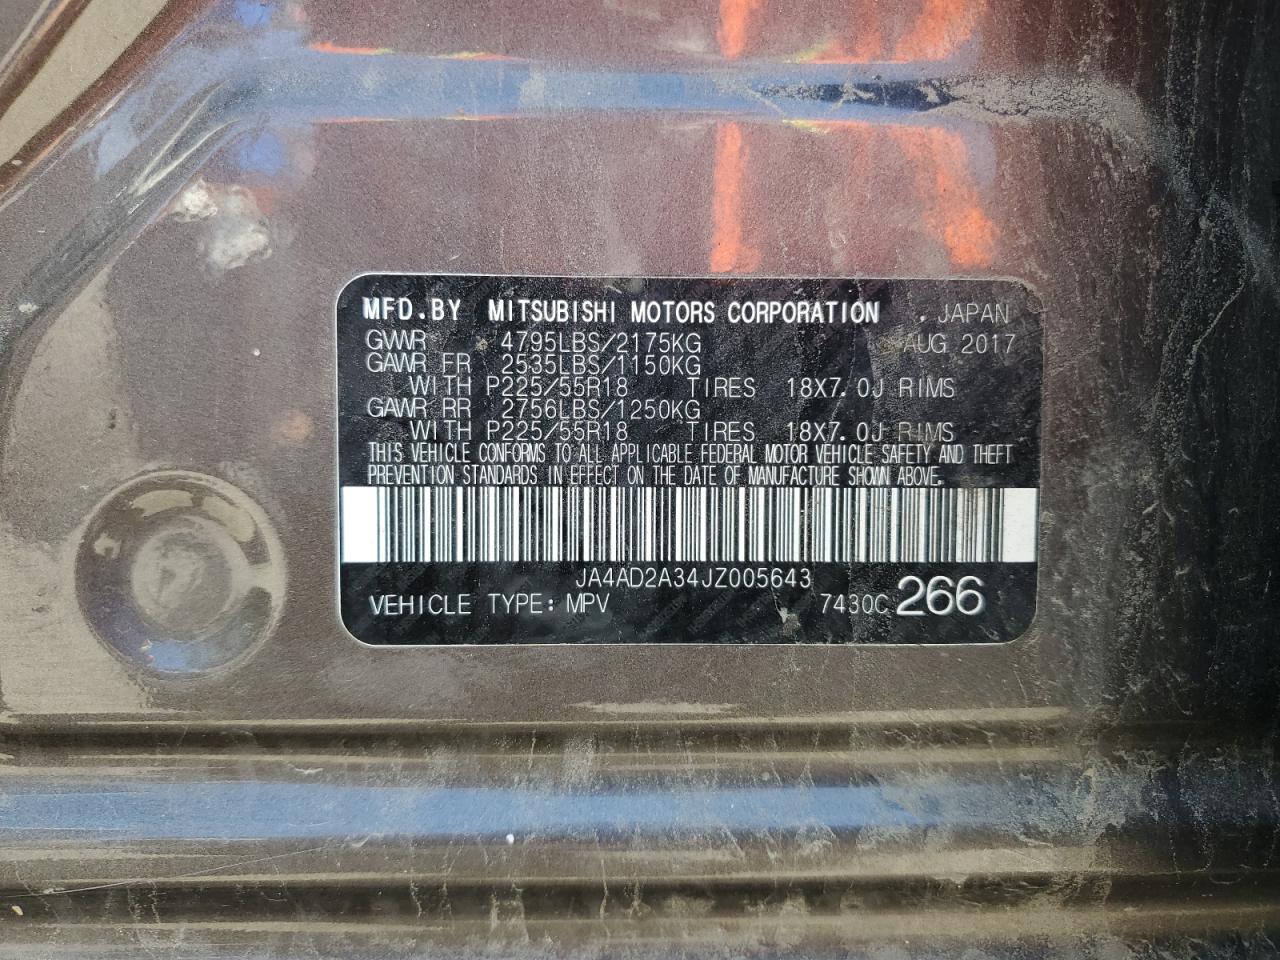 MFD.BY MITSUBISHI MOTORS CORPORATION . JAPAN
GVWR 4795LBS/2175KG AUG 2017
GAWR FR 2535LBS/1150KG
WITH P225/55R18 TIRES 18X7.0J RIMS
GAWR RR 2756LBS/1250KG
WITH P225/55R18 TIRES 18X7.0J RIMS
THIS VEHICLE CONFORMS TO ALL APPLICABLE FEDERAL MOTOR VEHICLE SAFETY AND THEFT
PREVENTION STANDARDS IN EFFECT ON THE DATE OF MANUFACTURE SHOWN ABOVE.
JA4AD2A34JZ005643
VEHICLE TYPE: MPV 7430C 266